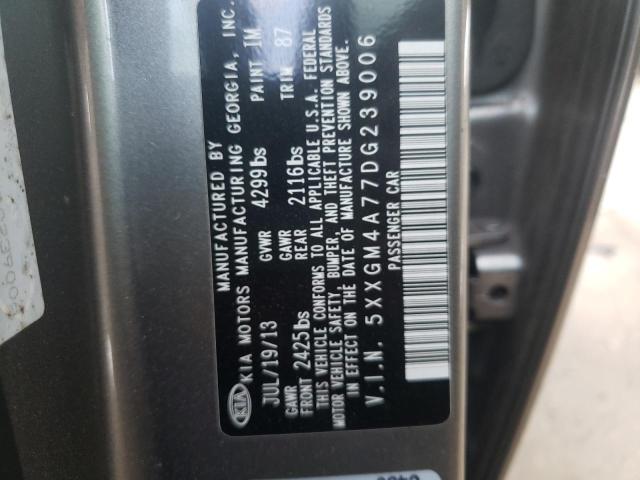 KIA
MANUFACTURED BY
KIA MOTORS MANUFACTURING GEORGIA, INC.
JUL/19/13 GVWR 4299lbs PAINT IM
GAWR FRONT 2425lbs GAWR REAR 2116lbs TRIM 87
THIS VEHICLE CONFORMS TO ALL APPLICABLE U.S.A. FEDERAL
MOTOR VEHICLE SAFETY, BUMPER, AND THEFT PREVENTION STANDARDS
IN EFFECT ON THE DATE OF MANUFACTURE SHOWN ABOVE.
V.I.N. 5XXGM4A77DG239006
PASSENGER CAR